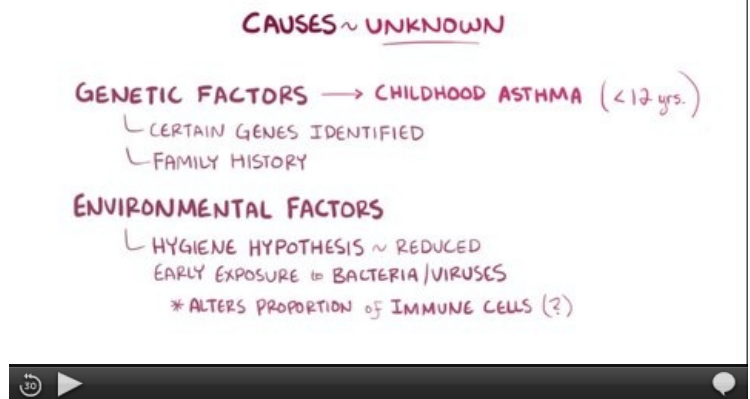 CAUSES ~ UNKNOWN
GENETIC FACTORS → CHILDHOOD ASTHMA (<12 yrs.)
CERTAIN GENES IDENTIFIED
FAMILY HISTORY
ENVIRONMENTAL FACTORS
HYGIENE HYPOTHESIS ~ REDUCED
EARLY EXPOSURE to BACTERIA/VIRUSES
* ALTERS PROPORTION of IMMUNE CELLS (?)
30